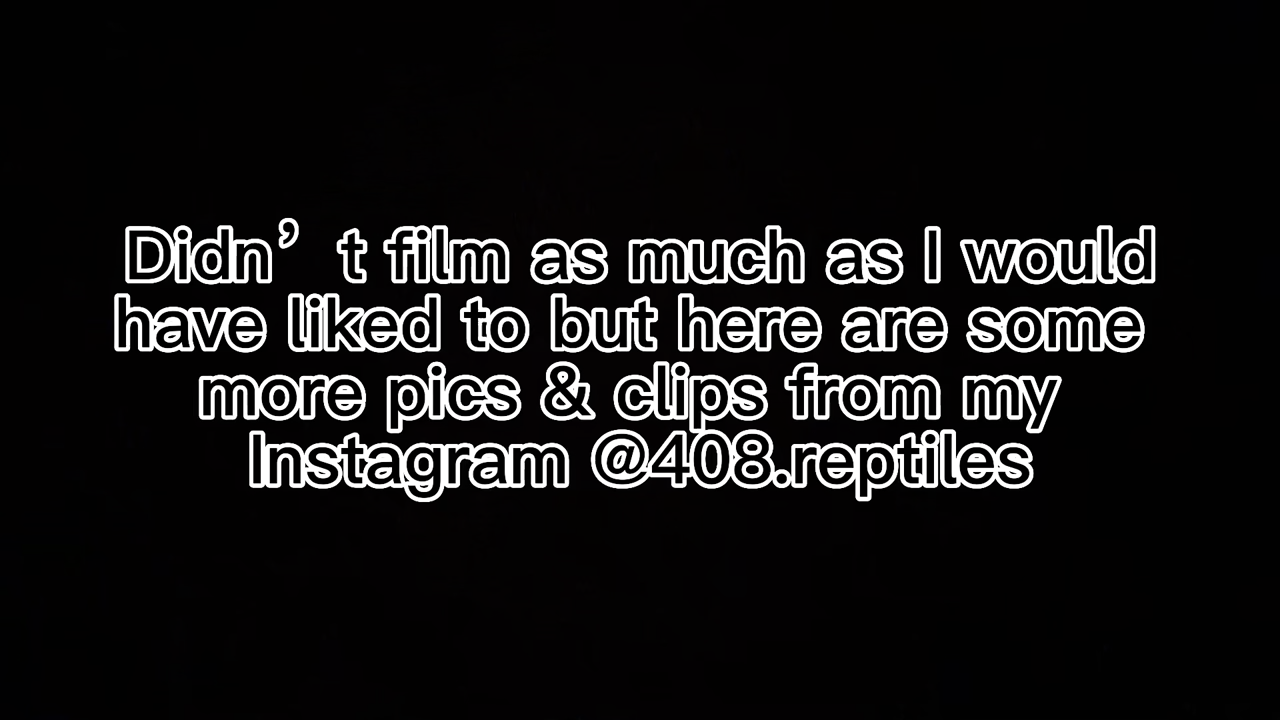 Didn’t film as much as I would
have liked to but here are some
more pics & clips from my
Instagram @408.reptiles